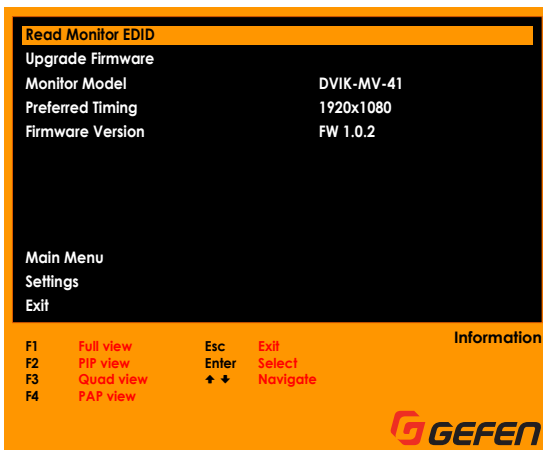 Read Monitor EDID
Upgrade Firmware
Monitor Model DVIK-MV-41
Preferred Timing 1920x1080
Firmware Version FW 1.0.2
Main Menu
Settings
Exit
Information
F1 Full view Esc Exit
F2 PIP view Enter Select
F3 Quad view ↑ ↓ Navigate
F4 PAP view
GEFEN